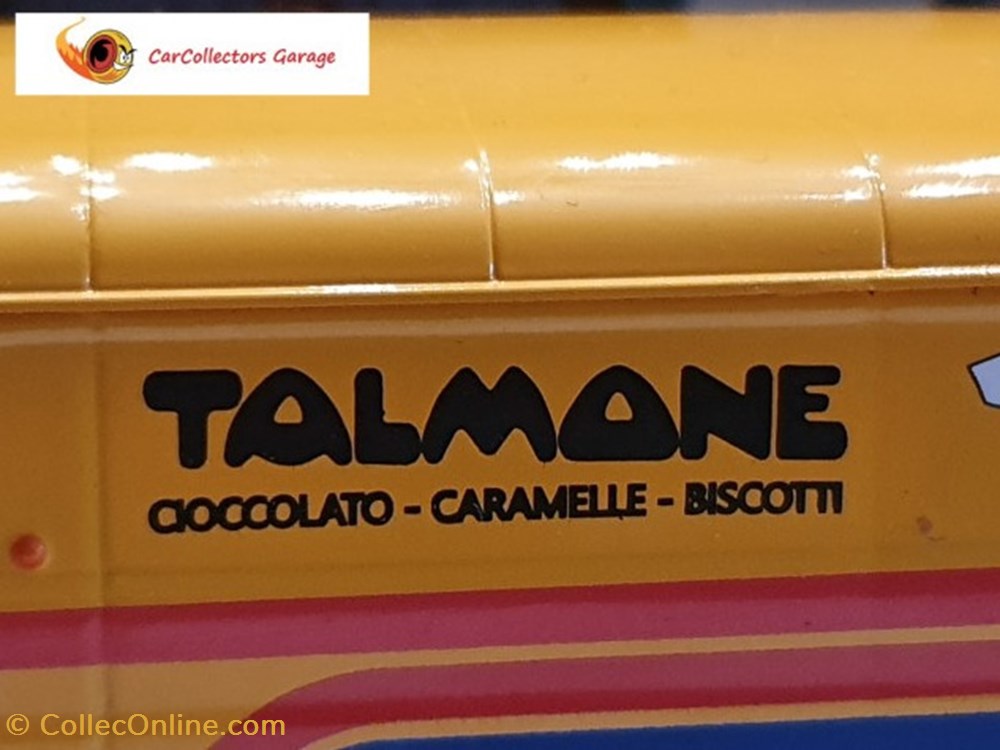 CarCollectors Garage
TALMONE
CIOCCOLATO - CARAMELLE - BISCOTTI
© CollecOnline.com